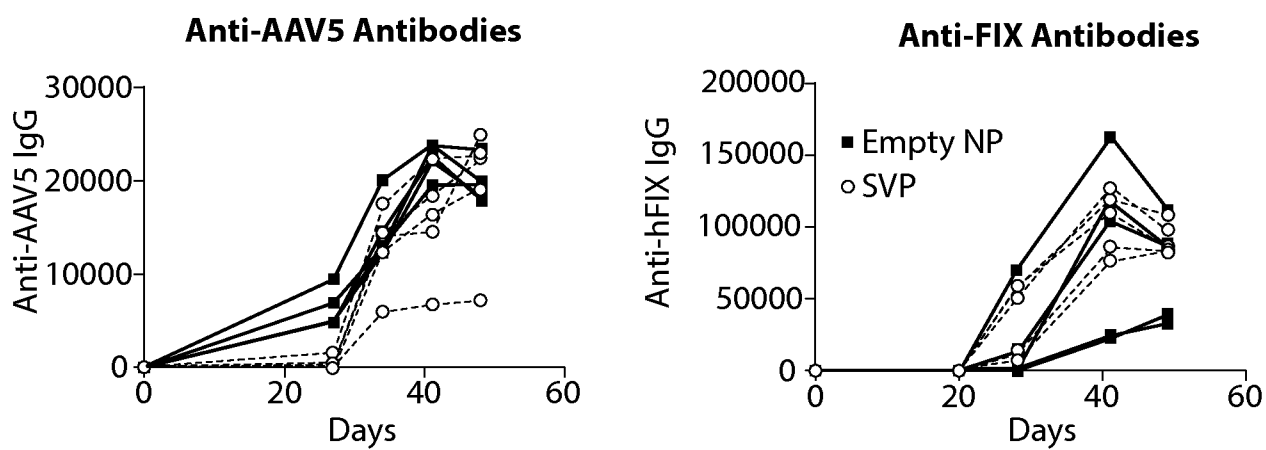 Anti-AAV5 Antibodies
Anti-AAV5 IgG
30000
20000
10000
0
0 20 40 60
Days
Anti-FIX Antibodies
Anti-hFIX IgG
200000
150000
100000
50000
0
Empty NP
SVP
0 20 40 60
Days